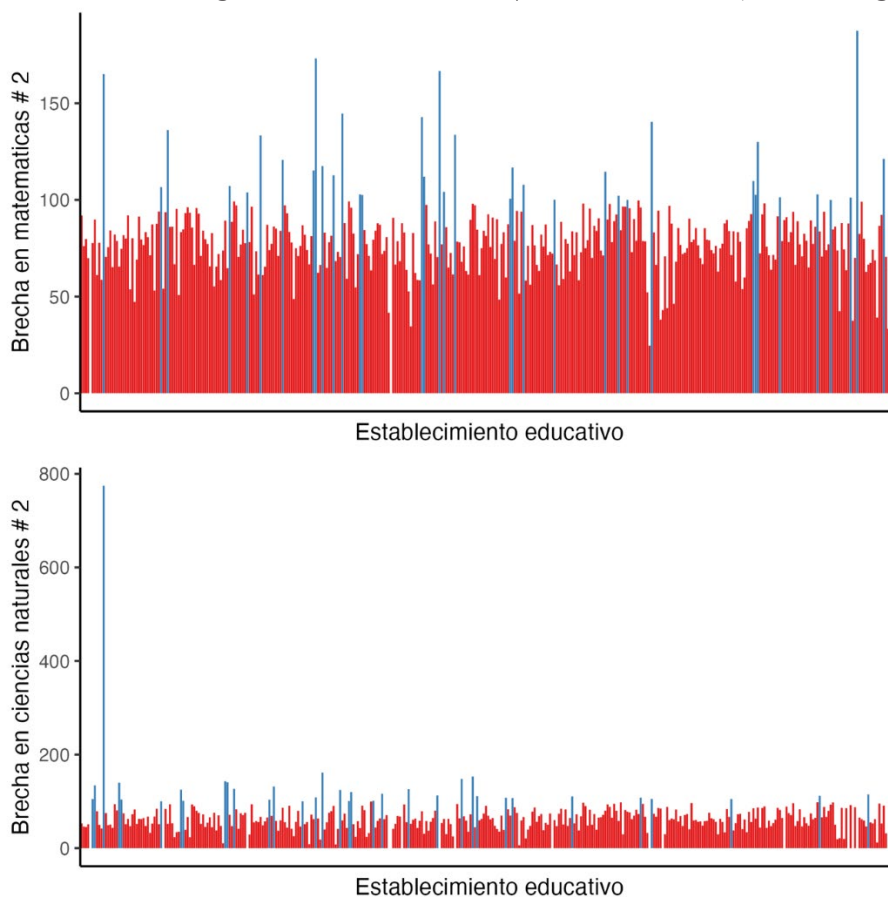 Brecha en matematicas # 2
150
100
50
0
Establecimiento educativo
Brecha en ciencias naturales # 2
800
600
400
200
0
Establecimiento educativo